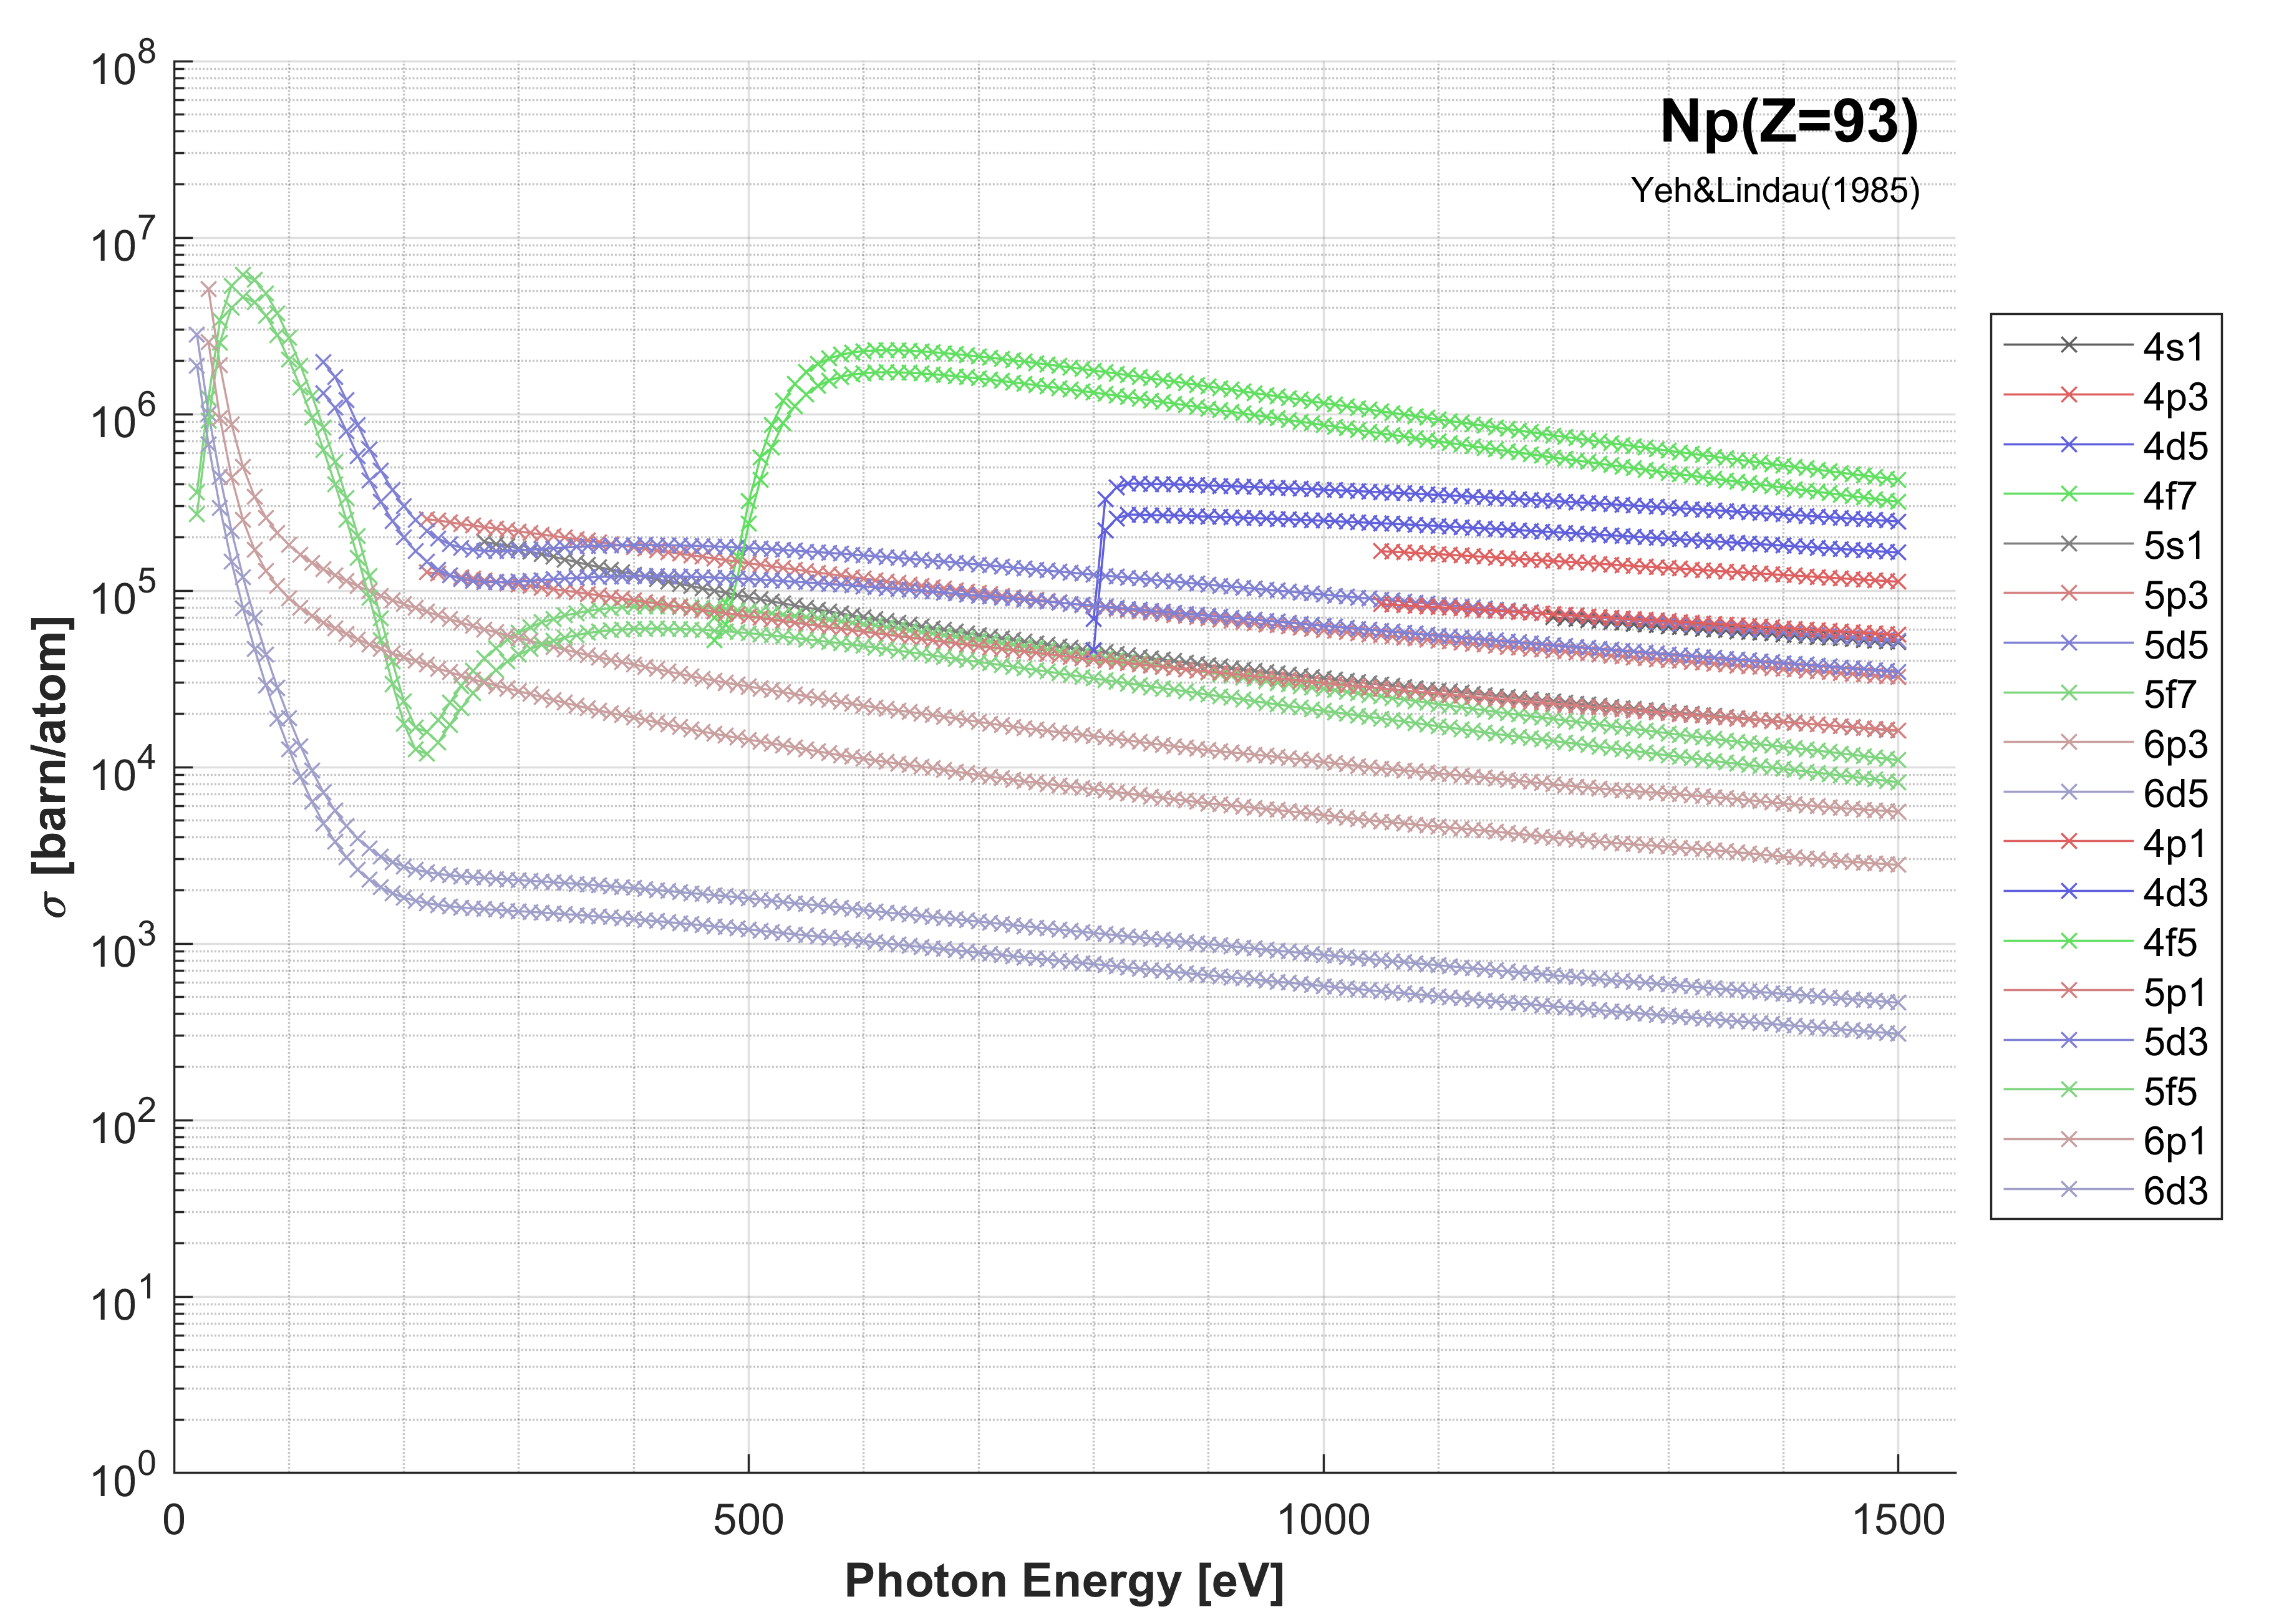 Np(Z=93)
Yeh&Lindau(1985)
10^8
10^7
10^6
10^5
10^4
10^3
10^2
10^1
10^0
σ [barn/atom]
0 500 1000 1500
Photon Energy [eV]
4s1
4p3
4d5
4f7
5s1
5p3
5d5
5f7
6p3
6d5
4p1
4d3
4f5
5p1
5d3
5f5
6p1
6d3